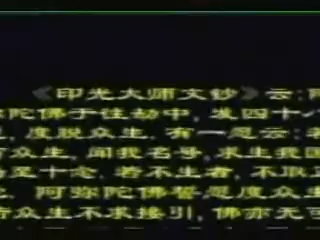 《印光大师文钞》云:阿
弥陀佛于往劫中,发四十八
,度脱众生,有一愿云:若
众生,闻我名号,求生我国
至十念,若不生者,不取正
阿弥陀佛誓愿度众生
众生不求接引,佛亦无可